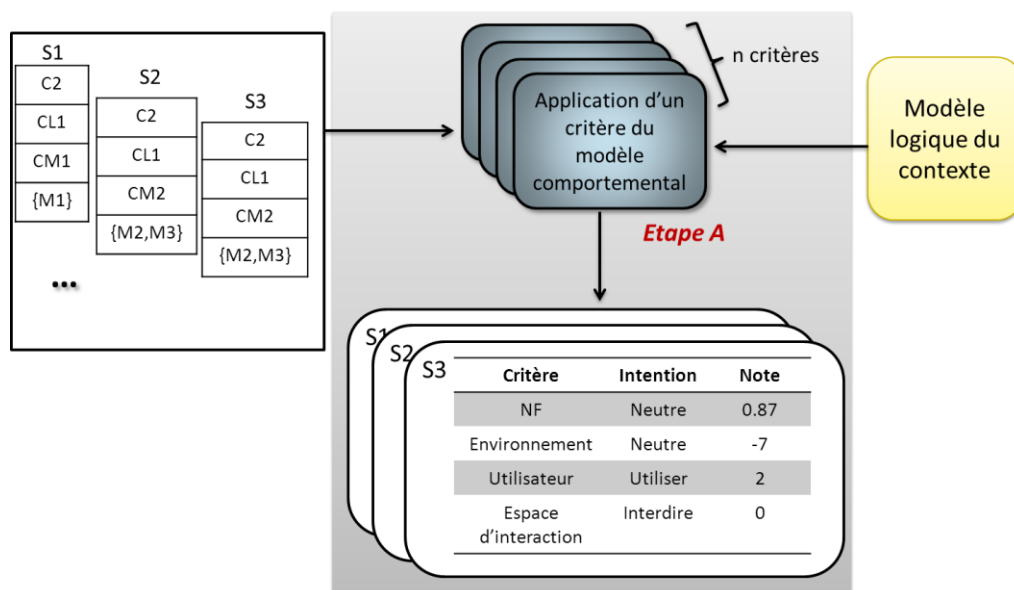 S1
C2
CL1
CM1
{M1}
...
S2
C2
CL1
CM2
{M2,M3}
S3
C2
CL1
CM2
{M2,M3}
n critères
Application d'un
critère du
modèle
comportemental
Modèle
logique du
contexte
Etape A
S1
S2
S3
Critère Intention Note
NF Neutre 0.87
Environnement Neutre -7
Utilisateur Utiliser 2
Espace
d'interaction Interdire 0